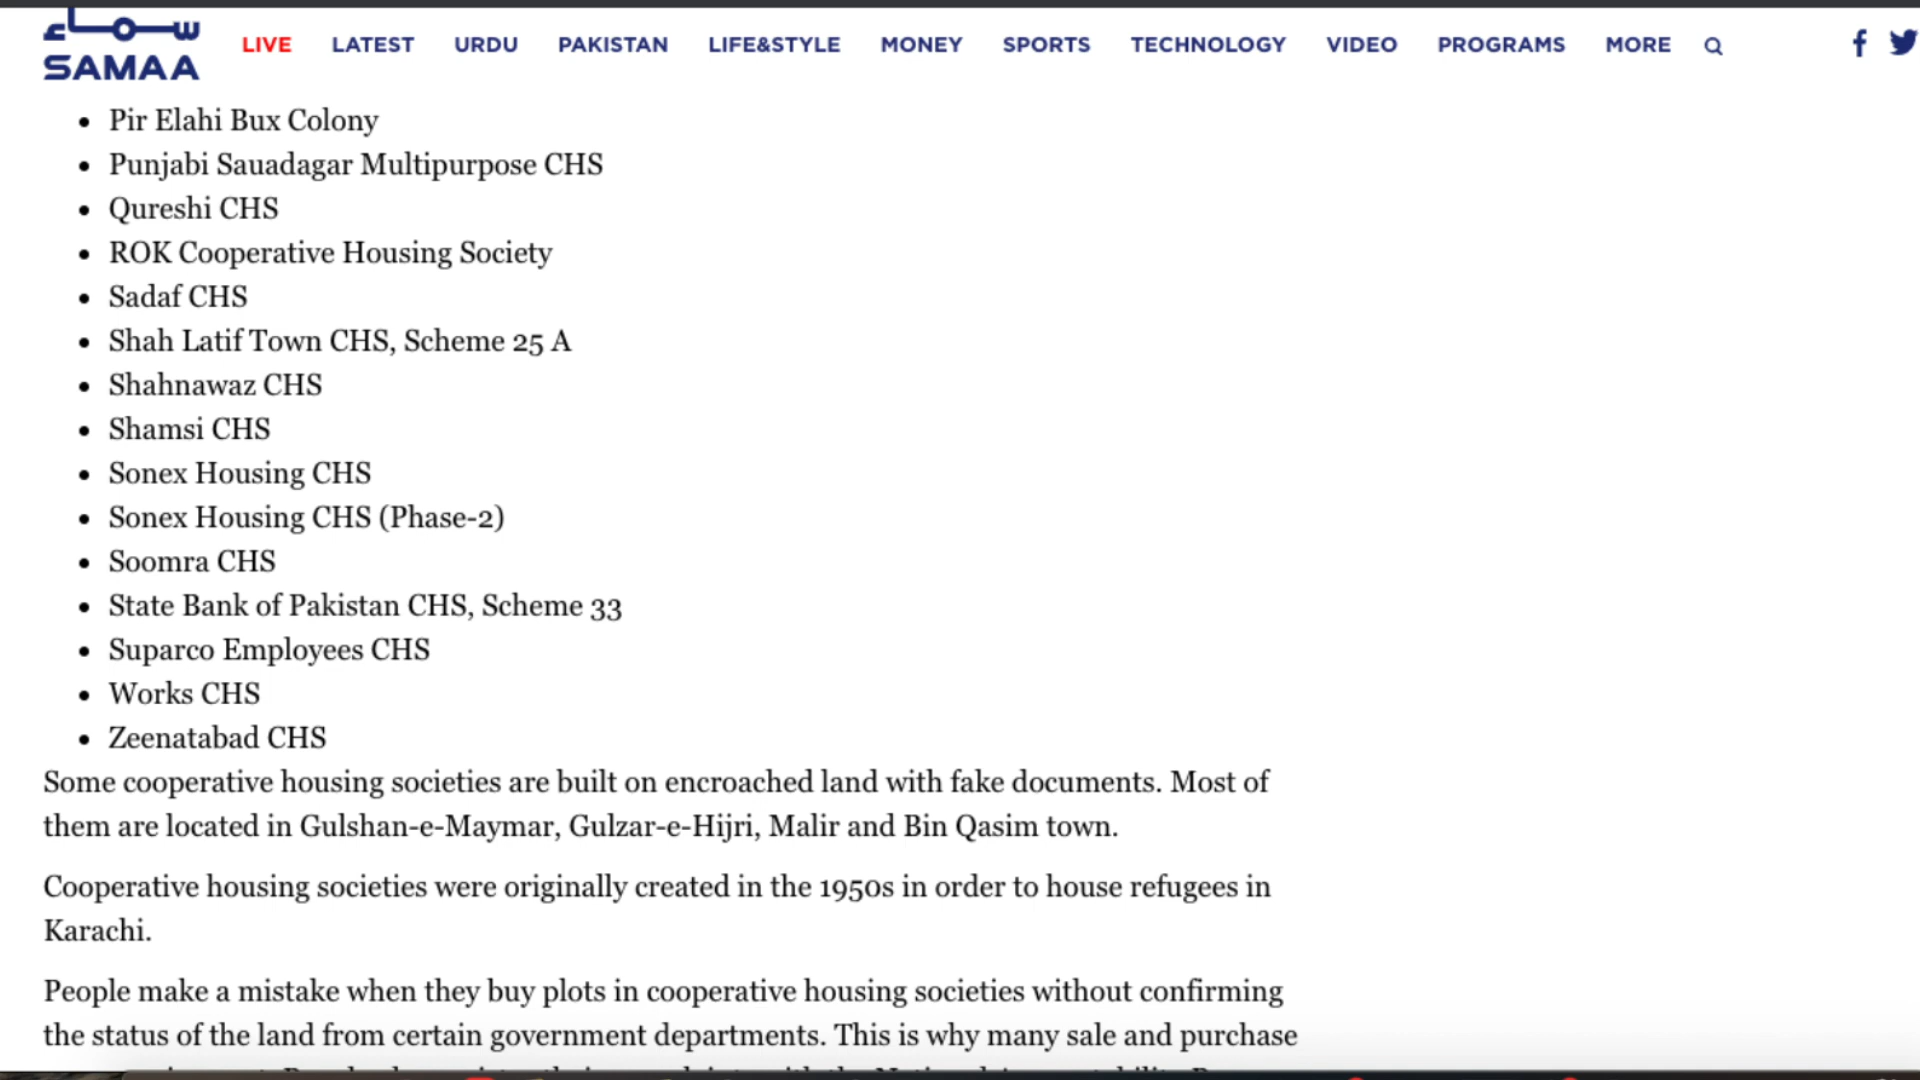 سماء
SAMAA
LIVE LATEST URDU PAKISTAN LIFE&STYLE MONEY SPORTS TECHNOLOGY VIDEO PROGRAMS MORE
Pir Elahi Bux Colony
Punjabi Sauadagar Multipurpose CHS
Qureshi CHS
ROK Cooperative Housing Society
Sadaf CHS
Shah Latif Town CHS, Scheme 25 A
Shahnawaz CHS
Shamsi CHS
Sonex Housing CHS
Sonex Housing CHS (Phase-2)
Soomra CHS
State Bank of Pakistan CHS, Scheme 33
Suparco Employees CHS
Works CHS
Zeenatabad CHS
Some cooperative housing societies are built on encroached land with fake documents. Most of
them are located in Gulshan-e-Maymar, Gulzar-e-Hijri, Malir and Bin Qasim town.
Cooperative housing societies were originally created in the 1950s in order to house refugees in
Karachi.
People make a mistake when they buy plots in cooperative housing societies without confirming
the status of the land from certain government departments. This is why many sale and purchase